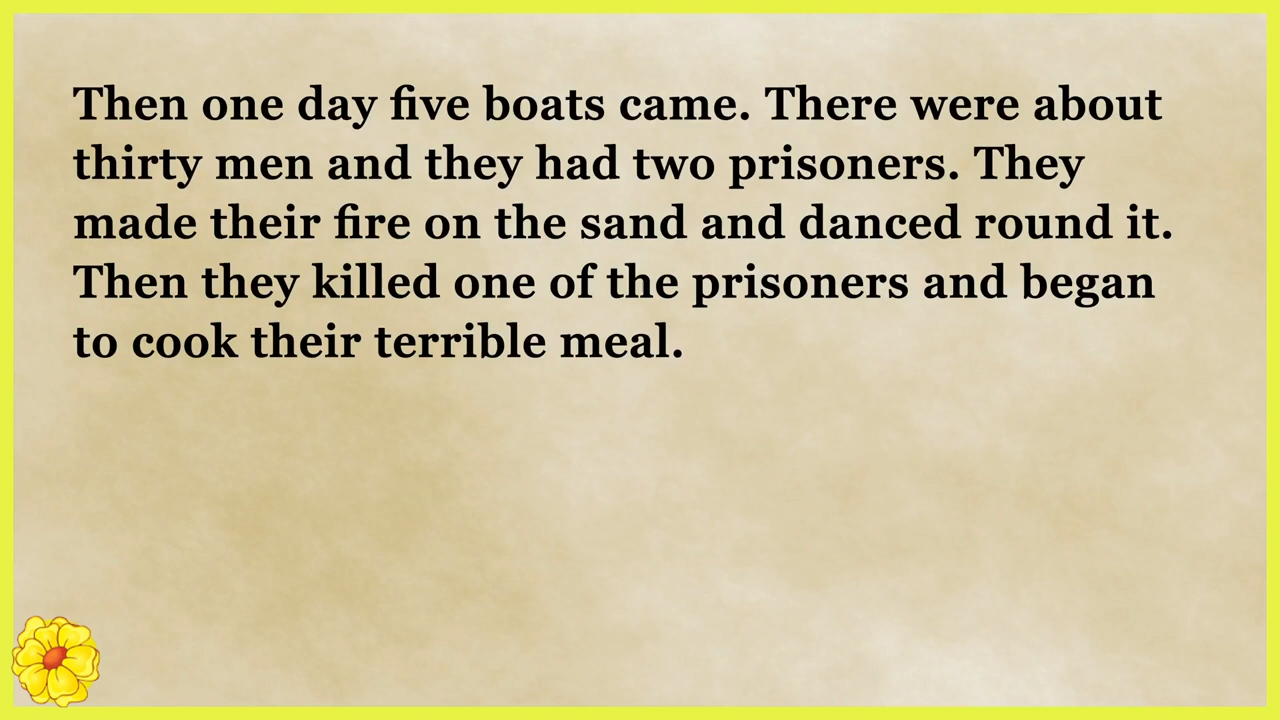 Then one day five boats came. There were about
thirty men and they had two prisoners. They
made their fire on the sand and danced round it.
Then they killed one of the prisoners and began
to cook their terrible meal.